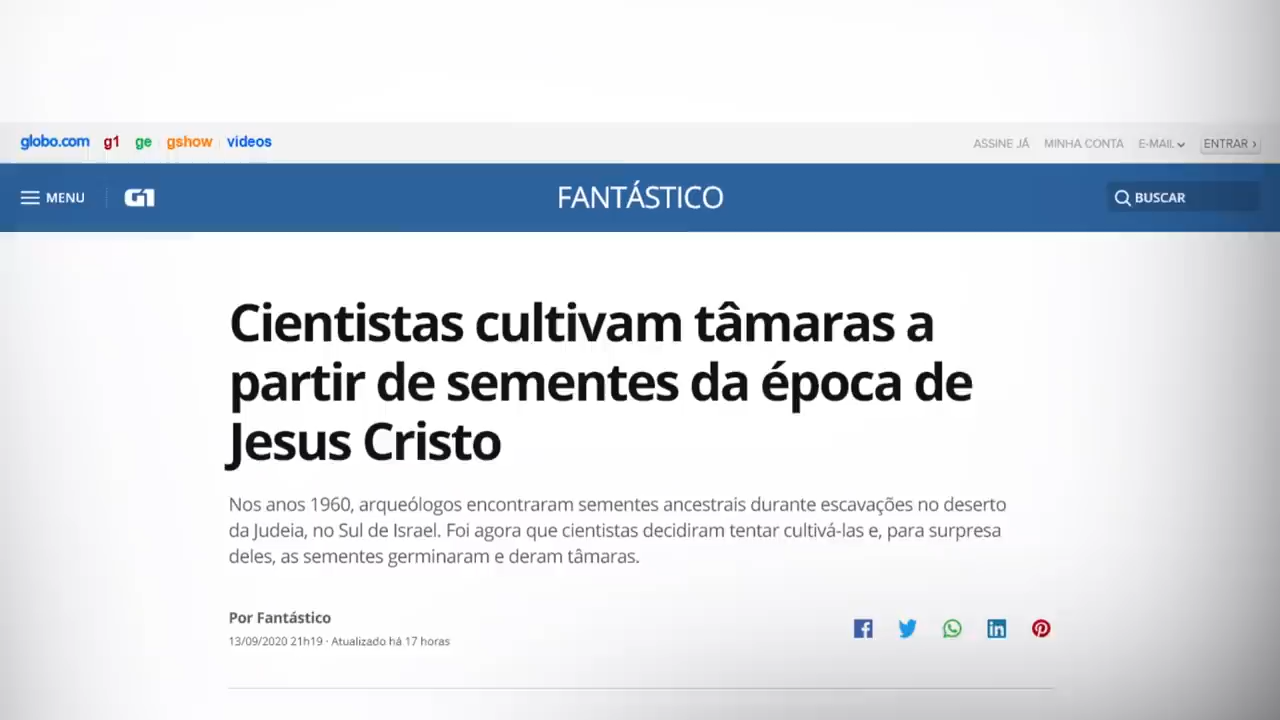 globo.com g1 ge gshow videos ASSINE JÁ MINHA CONTA E-MAIL ENTRAR ›
MENU G1 FANTÁSTICO BUSCAR
Cientistas cultivam tâmaras a
partir de sementes da época de
Jesus Cristo
Nos anos 1960, arqueólogos encontraram sementes ancestrais durante escavações no deserto
da Judeia, no Sul de Israel. Foi agora que cientistas decidiram tentar cultivá-las e, para surpresa
deles, as sementes germinaram e deram tâmaras.
Por Fantástico
13/09/2020 21h19 · Atualizado há 17 horas